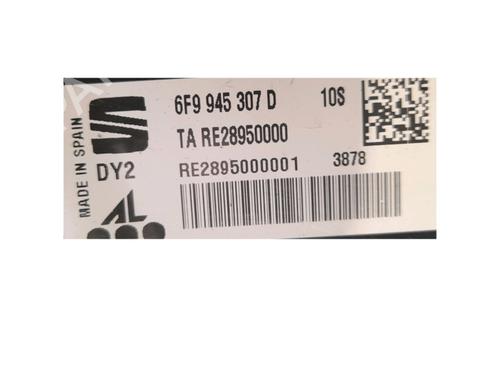 MADE IN SPAIN
6F9 945 307 D 10S
TA RE28950000
DY2
RE2895000001 3878
AL